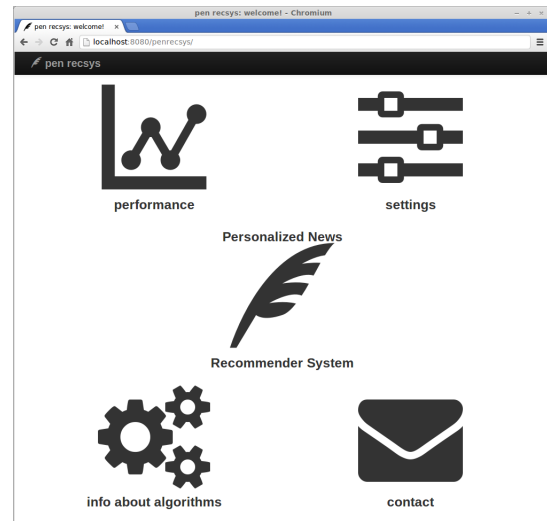 pen recsys: welcome! - Chromium
pen recsys: welcome!
localhost:8080/penrecsys/
pen recsys
performance
settings
Personalized News
Recommender System
info about algorithms
contact